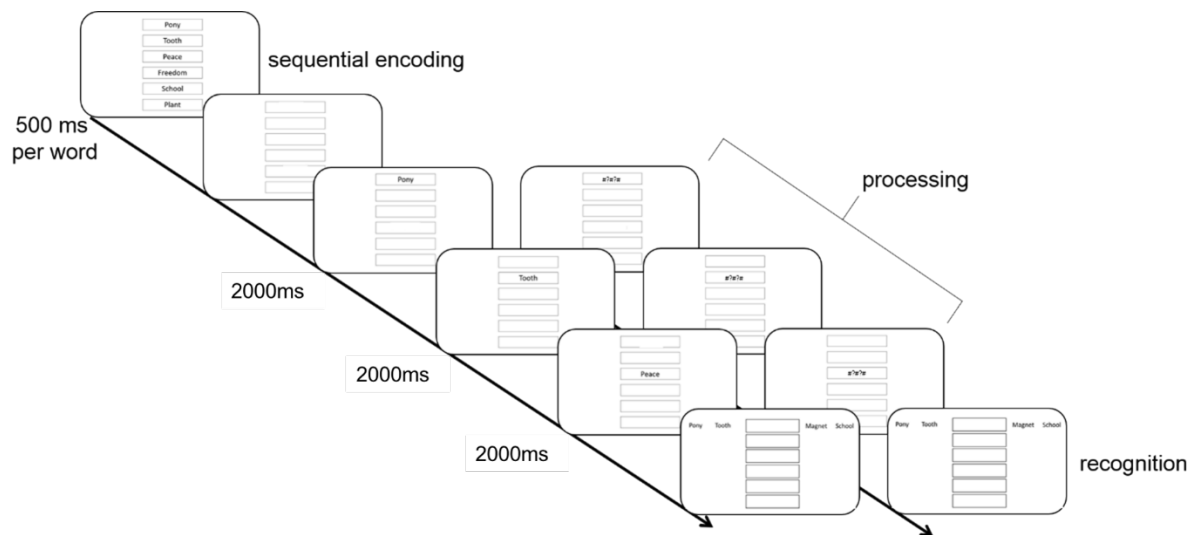 Pony
Tooth
Peace
Freedom
School
Plant
sequential encoding
500 ms
per word
Pony
#?#?#
processing
Tooth
#?#?#
2000ms
Peace
#?#?#
2000ms
Pony Tooth Magnet School
Pony Tooth Magnet School
2000ms
recognition